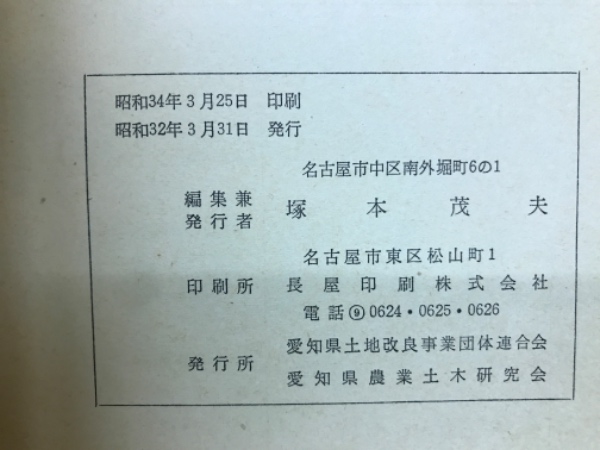 昭和34年3月25日 印刷
昭和32年3月31日 発行
名古屋市中区南外堀町6の1
編集兼
発行者 塚本茂夫
名古屋市東区松山町1
印刷所 長屋印刷株式会社
電話⑨0624・0625・0626
発行所 愛知県土地改良事業団体連合会
愛知県農業土木研究会